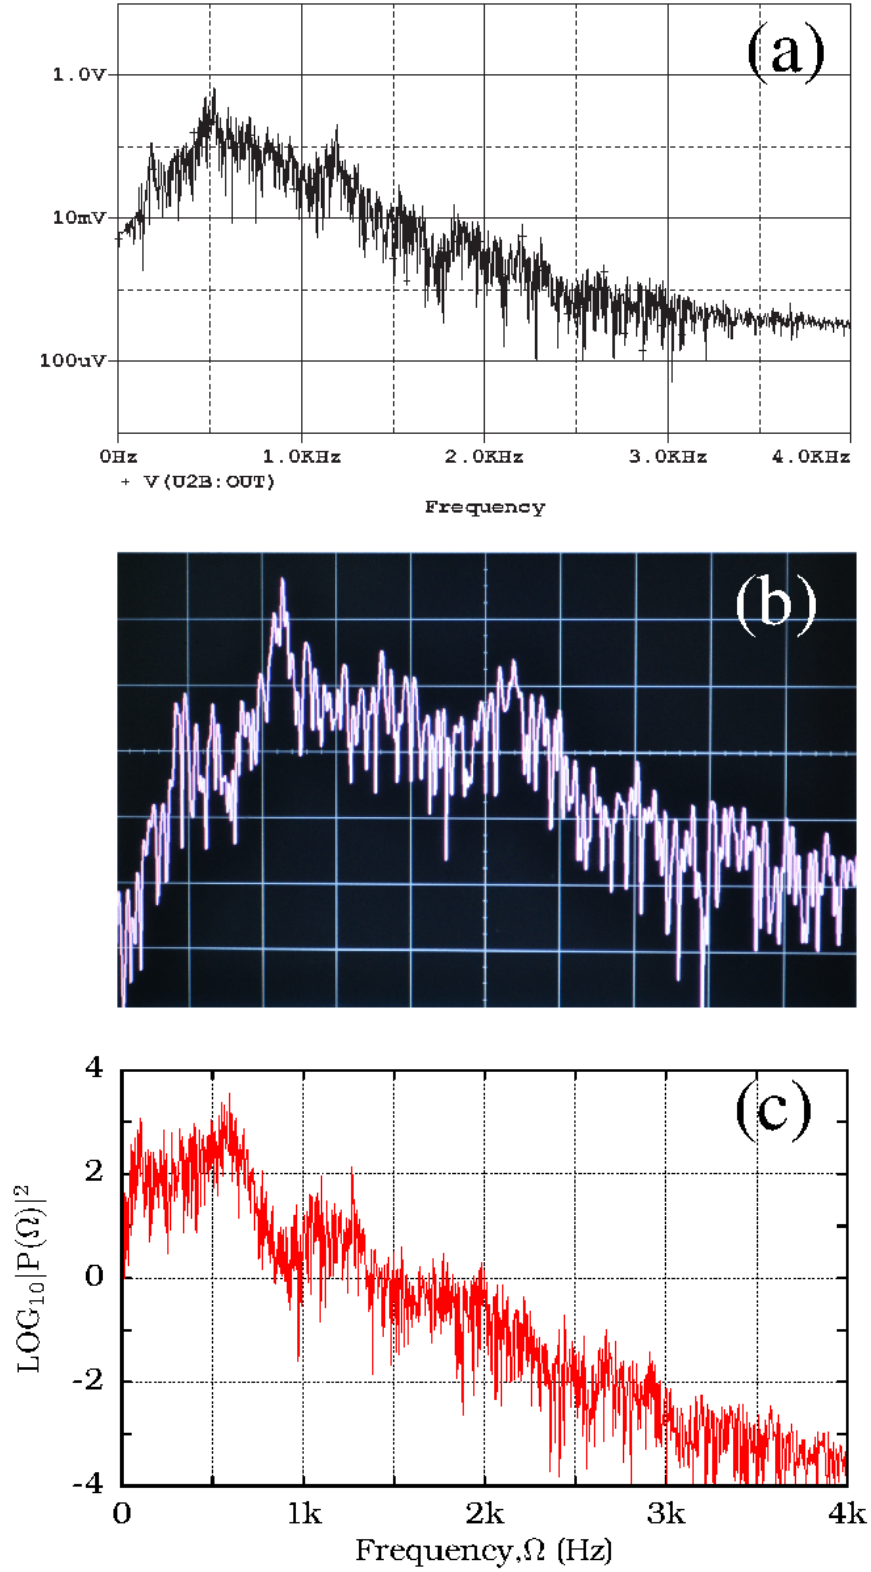 (a)
1.0V
10mV
100uV
0Hz 1.0KHz 2.0KHz 3.0KHz 4.0KHz
+ V(U2B:OUT)
Frequency
(b)
(c)
4
2
0
-2
-4
LOG₁₀|P(Ω)|²
0 1k 2k 3k 4k
Frequency,Ω (Hz)